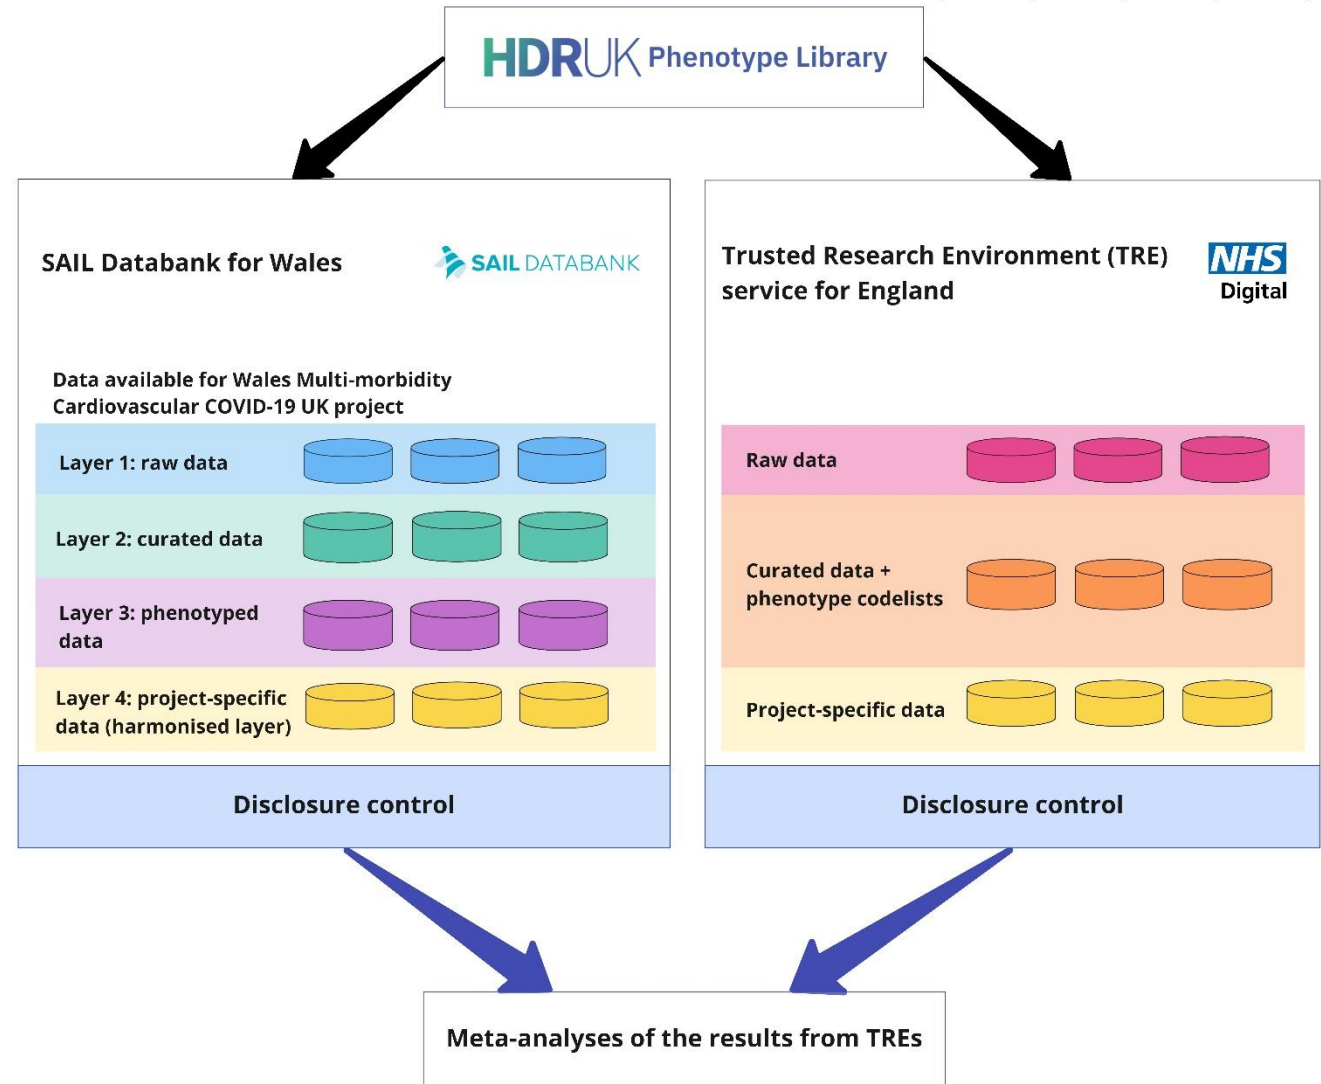 HDRUK Phenotype Library
SAIL Databank for Wales
SAIL DATABANK
Data available for Wales Multi-morbidity
Cardiovascular COVID-19 UK project
Layer 1: raw data
Layer 2: curated data
Layer 3: phenotyped
data
Layer 4: project-specific
data (harmonised layer)
Disclosure control
Trusted Research Environment (TRE)
service for England
NHS
Digital
Raw data
Curated data +
phenotype codelists
Project-specific data
Disclosure control
Meta-analyses of the results from TREs